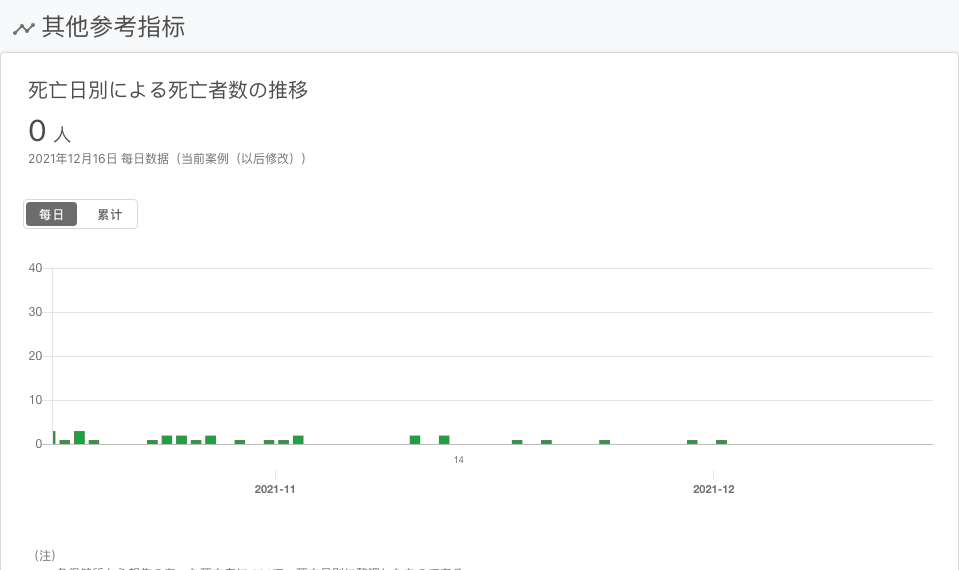 其他参考指标
死亡日別による死亡者数の推移
0 人
2021年12月16日 每日数据（当前案例（以后修改））
每日 累计
40
30
20
10
0
14
2021-11 2021-12
（注）